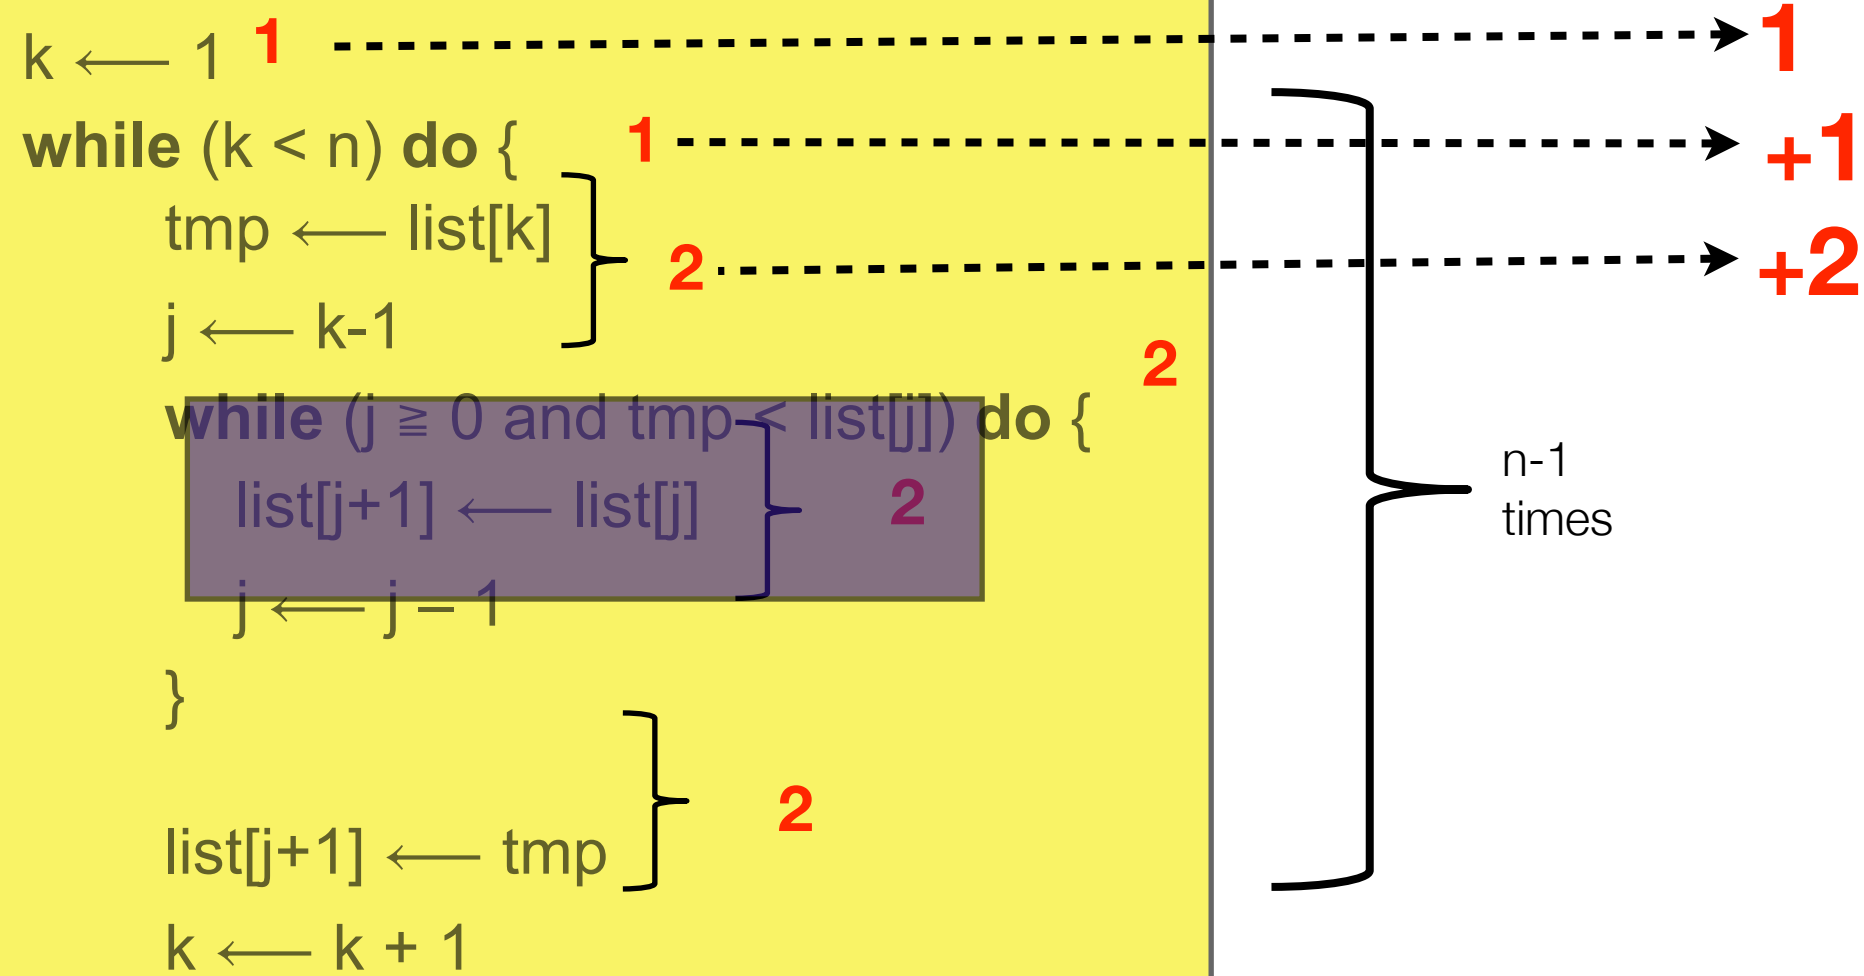 k ⟵ 1 1 1
while (k < n) do { 1 +1
tmp ⟵ list[k]
2 +2
j ⟵ k-1
2
while (j ≧ 0 and tmp < list[j]) do {
n-1
times
list[j+1] ⟵ list[j] 2
j ⟵ j – 1
}
2
list[j+1] ⟵ tmp
k ⟵ k + 1